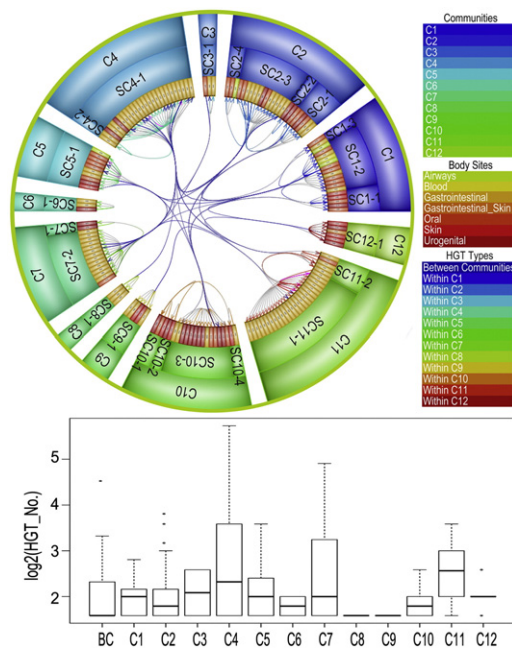 Communities
C1
C2
C3
C4
C5
C6
C7
C8
C9
C10
C11
C12
Body Sites
Airways
Blood
Gastrointestinal
Gastrointestinal_Skin
Oral
Skin
Urogenital
HGT Types
Between Communities
Within C1
Within C2
Within C3
Within C4
Within C5
Within C6
Within C7
Within C8
Within C9
Within C10
Within C11
Within C12
C3
SC3-1
C2
SC2-4
SC2-3
SC2-2
SC2-1
C1
SC1-3
SC1-2
SC1-1
C12
SC12-1
C11
SC11-2
SC11-1
C10
SC10-4
SC10-3
SC10-2
SC10-1
C9
SC9-1
C8
SC8-1
C7
SC7-2
SC7-1
C6
SC6-1
C5
SC5-1
C4
SC4-2
SC4-1
log2(HGT_No.)
5
4
3
2
BC C1 C2 C3 C4 C5 C6 C7 C8 C9 C10 C11 C12